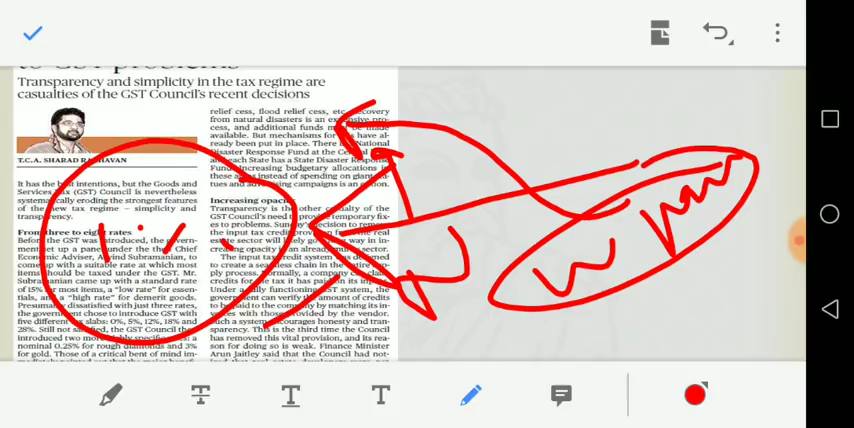 to GST problems
Transparency and simplicity in the tax regime are
casualties of the GST Council's recent decisions
T.C.A. SHARAD RAGHAVAN
It has the best intentions, but the Goods and
Services Tax (GST) Council is nevertheless
systematically eroding the strongest features
of the new tax regime – simplicity and
transparency.
From three to eight rates
Before the GST was introduced, the govern-
ment set up a panel under the then Chief
Economic Adviser, Arvind Subramanian, to
come up with a suitable rate at which most
items should be taxed under the GST. Mr.
Subramanian came up with a standard rate
of 15% for most items, a "low rate" for essen-
tials, and a "high rate" for demerit goods.
Presumably dissatisfied with just three rates,
the government chose to introduce GST with
five different tax slabs: 0%, 5%, 12%, 18% and
28%. Still not satisfied, the GST Council then
introduced two more highly specific rates: a
nominal 0.25% for rough diamonds and 3%
for gold. Those of a critical bent of mind im-
relief cess, flood relief cess, etc. Recovery
from natural disasters is an expensive pro-
cess, and additional funds must be made
available. But mechanisms for this have al-
ready been put in place. There is a National
Disaster Response Fund at the Central level
and each State has a State Disaster Response
Fund. Increasing budgetary allocations in
these areas instead of spending on giant sta-
tues and advertising campaigns is an option.
Increasing opacity
Transparency is the other casualty of the
GST Council's need to provide temporary fix-
es to problems. Sunday's decision to remove
the input tax credit provision for the real
estate sector will likely go a long way in in-
creasing opacity in an already murky sector.
The input tax credit system was designed
to create a seamless chain in the entire sup-
ply process. Normally, a company can claim
credits for the tax it has paid on its inputs.
Under a fully functioning GST system, the
government can verify the amount of credits
to be paid to the company by matching its in-
voices with those provided by the vendor.
Such a system encourages honesty and tran-
sparency. This is the third time the Council
has removed this vital provision, and its rea-
son for doing so is weak. Finance Minister
Arun Jaitley said that the Council had not-